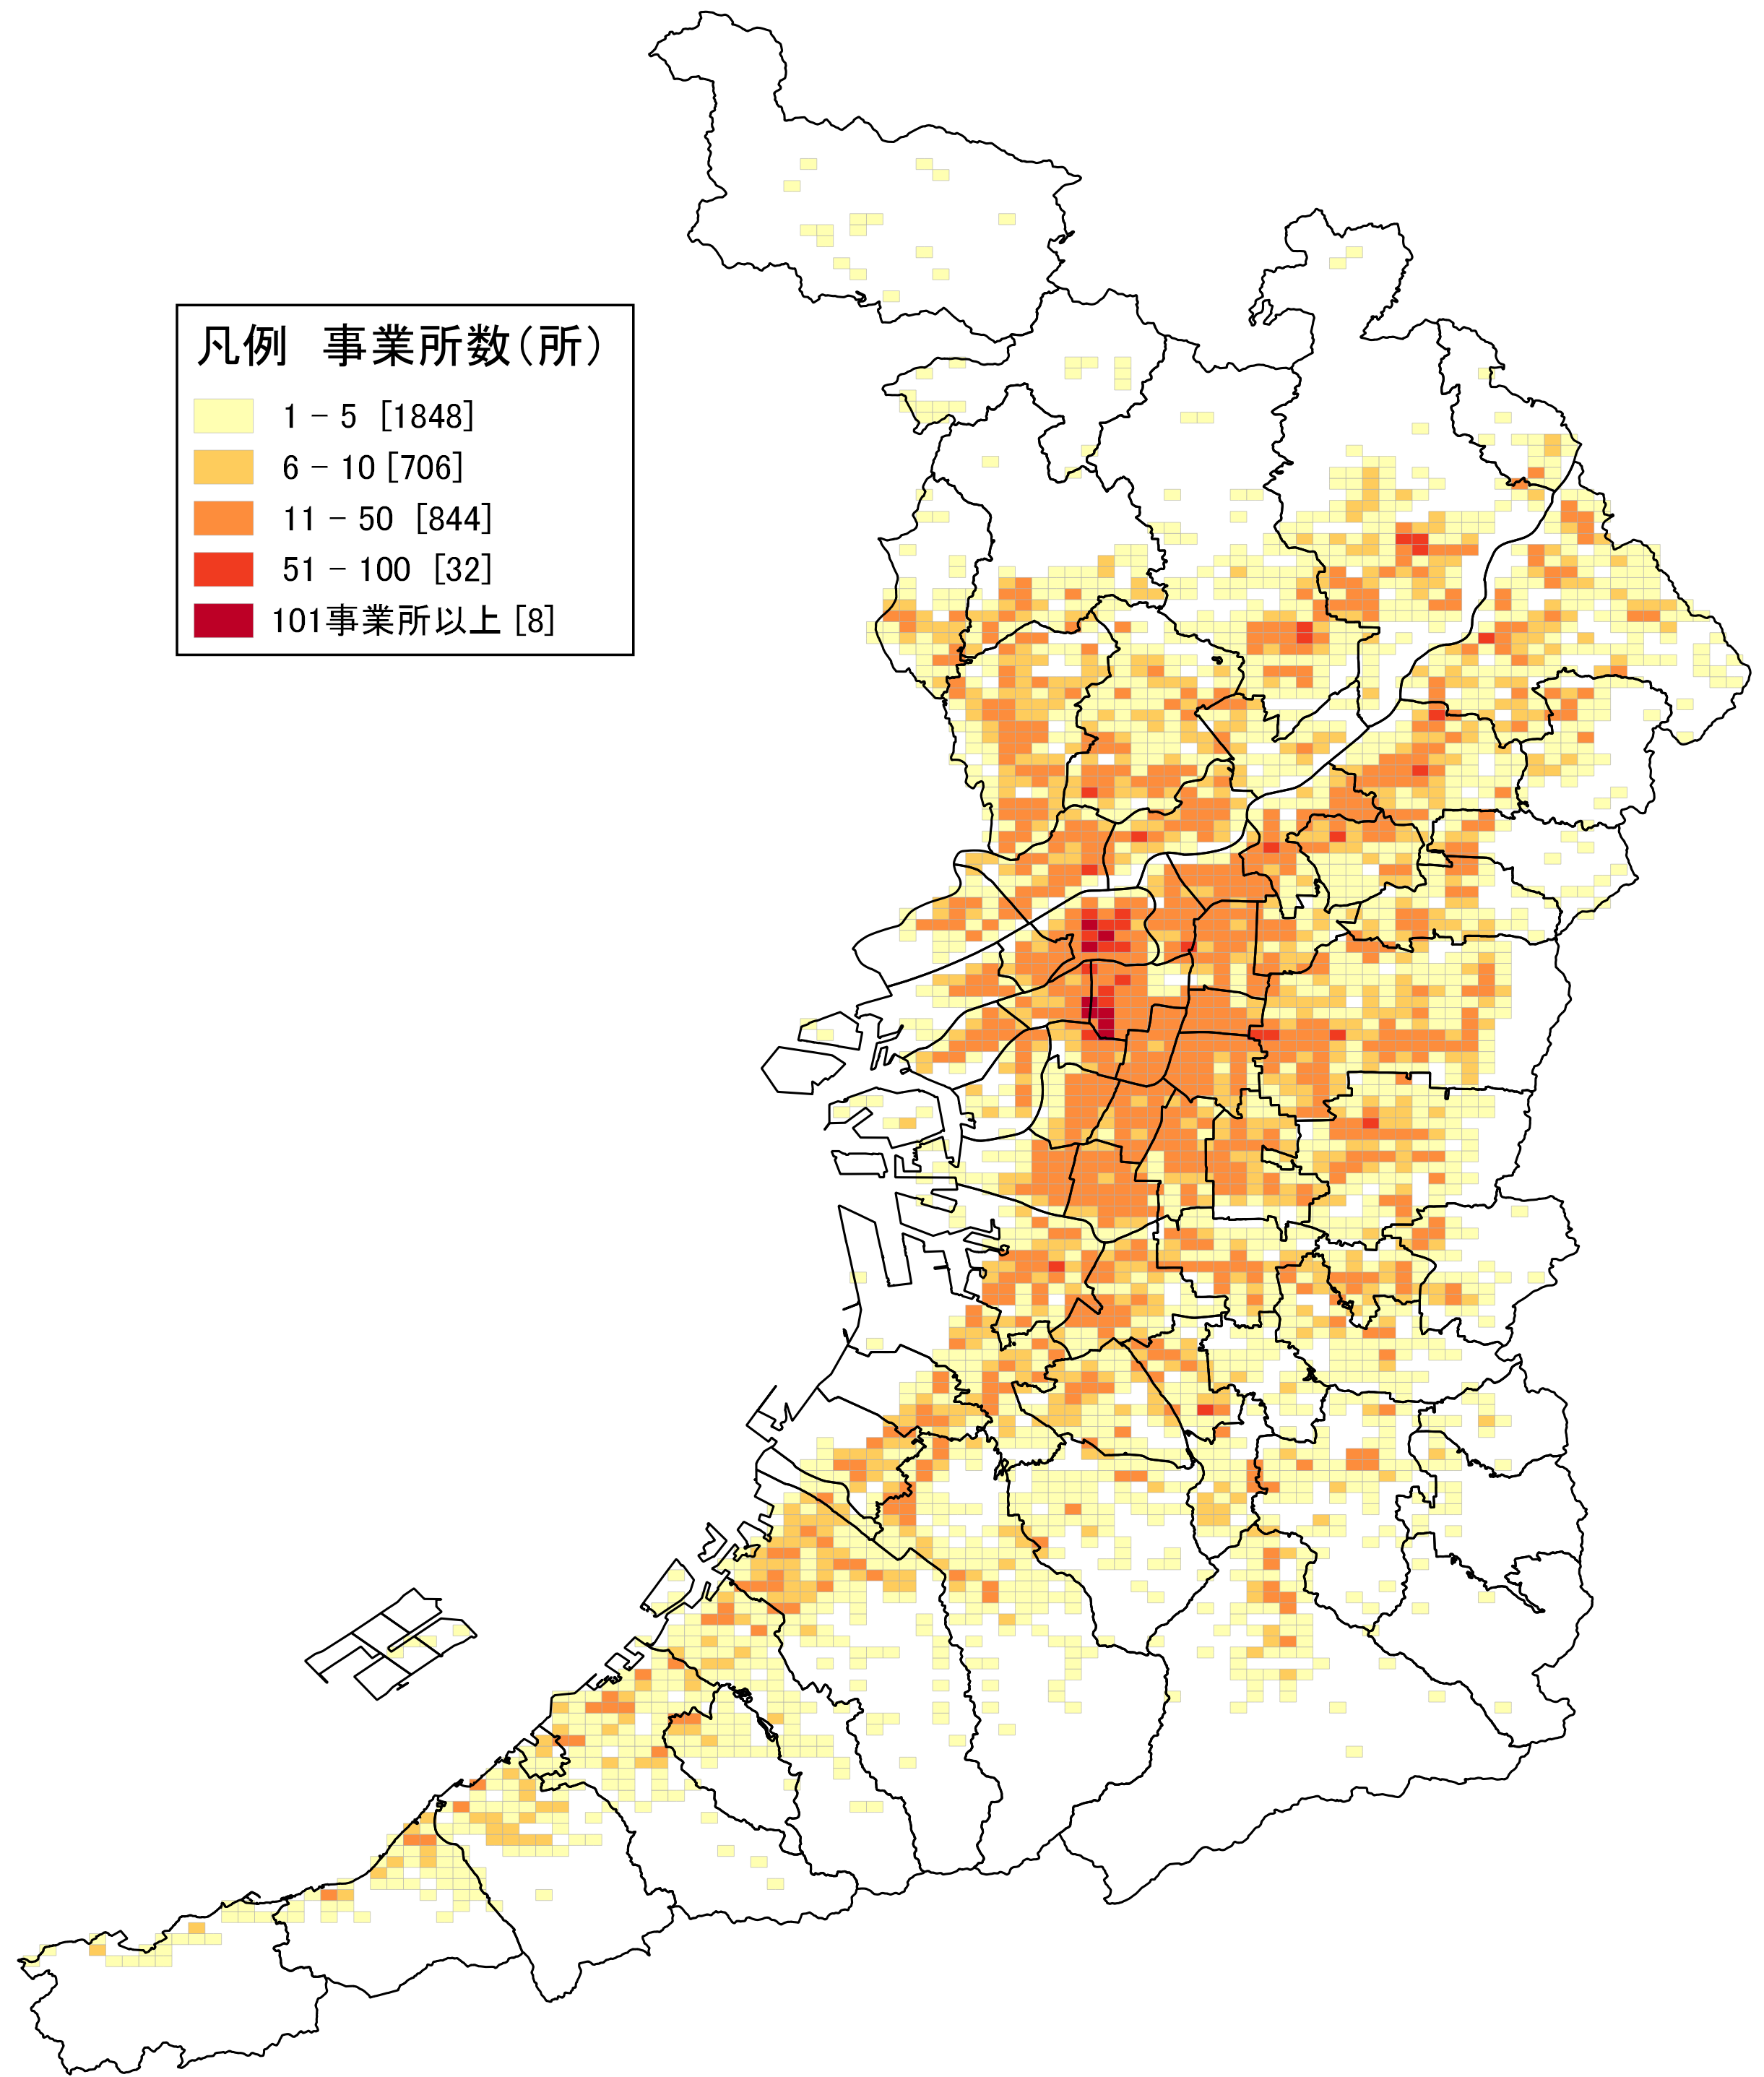 凡例　事業所数（所）
1 － 5 [1848]
6 － 10 [706]
11 － 50 [844]
51 － 100 [32]
101事業所以上 [8]